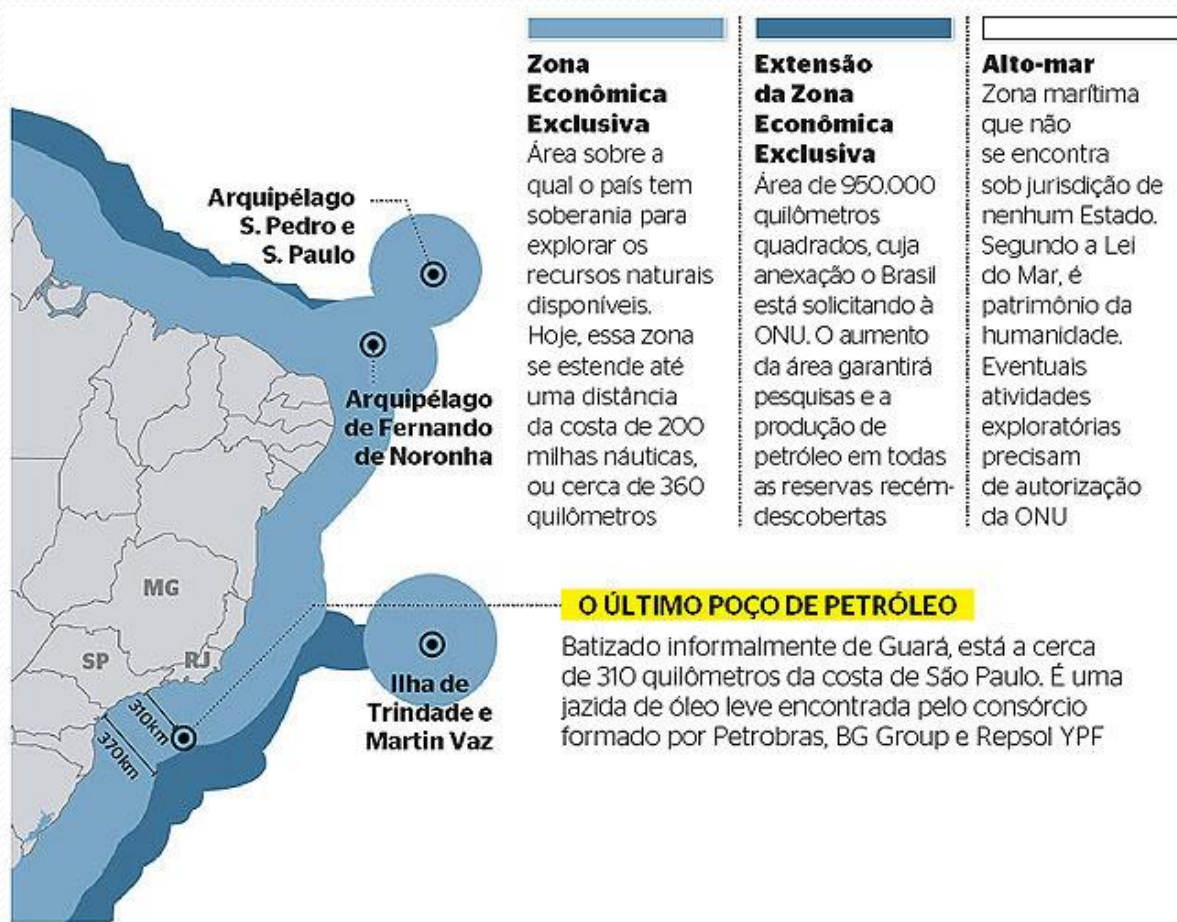 Zona
Econômica
Exclusiva
Área sobre a
qual o país tem
soberania para
explorar os
recursos naturais
disponíveis.
Hoje, essa zona
se estende até
uma distância
da costa de 200
milhas náuticas,
ou cerca de 360
quilômetros
Extensão
da Zona
Econômica
Exclusiva
Área de 950.000
quilômetros
quadrados, cuja
anexação o Brasil
está solicitando à
ONU. O aumento
da área garantirá
pesquisas e a
produção de
petróleo em todas
as reservas recém-
descobertas
Alto-mar
Zona marítima
que não
se encontra
sob jurisdição de
nenhum Estado.
Segundo a Lei
do Mar, é
patrimônio da
humanidade.
Eventuais
atividades
exploratórias
precisam
de autorização
da ONU
Arquipélago
S. Pedro e
S. Paulo
Arquipélago
de Fernando
de Noronha
MG
SP
RJ
Ilha de
Trindade e
Martin Vaz
310km
370km
O ÚLTIMO POÇO DE PETRÓLEO
Batizado informalmente de Guará, está a cerca
de 310 quilômetros da costa de São Paulo. É uma
jazida de óleo leve encontrada pelo consórcio
formado por Petrobras, BG Group e Repsol YPF